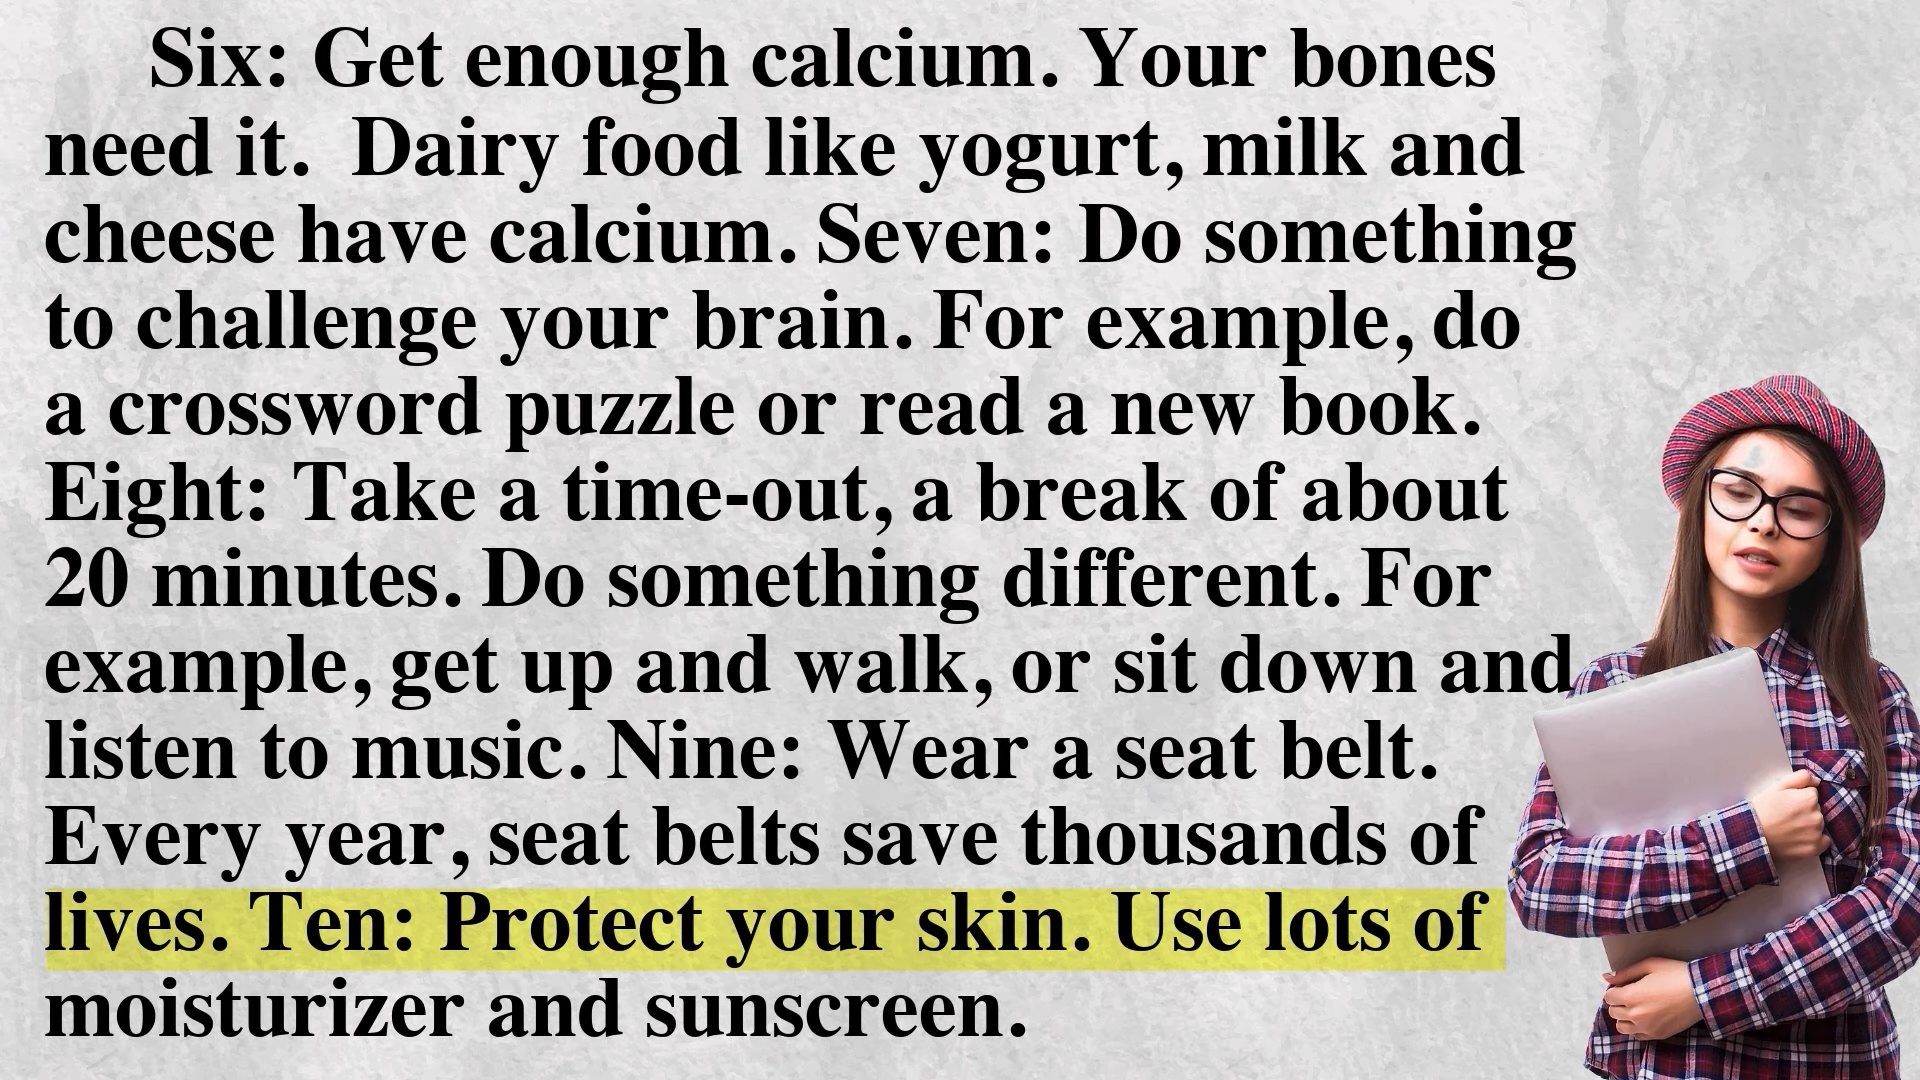 Six: Get enough calcium. Your bones
need it. Dairy food like yogurt, milk and
cheese have calcium. Seven: Do something
to challenge your brain. For example, do
a crossword puzzle or read a new book.
Eight: Take a time-out, a break of about
20 minutes. Do something different. For
example, get up and walk, or sit down and
listen to music. Nine: Wear a seat belt.
Every year, seat belts save thousands of
lives. Ten: Protect your skin. Use lots of
moisturizer and sunscreen.